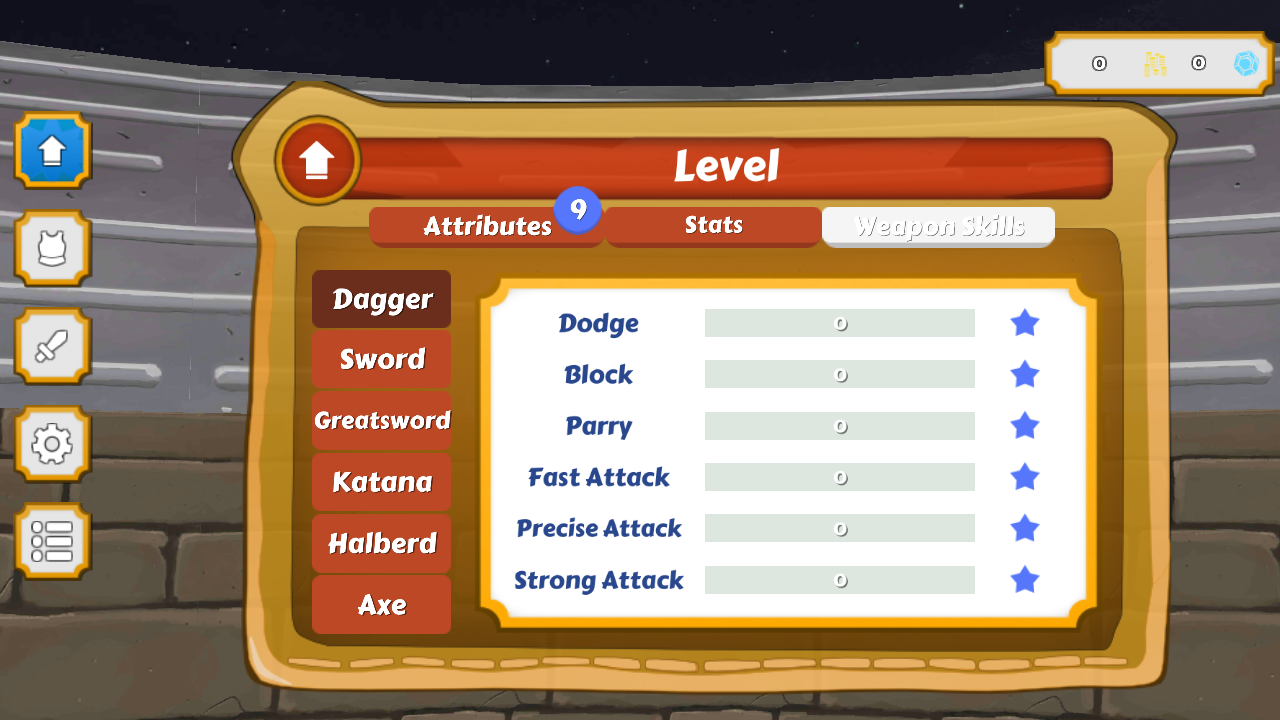 0 0
Level
Attributes 9 Stats Weapon Skills
Dagger
Sword
Greatsword
Katana
Halberd
Axe
Dodge 0
Block 0
Parry 0
Fast Attack 0
Precise Attack 0
Strong Attack 0